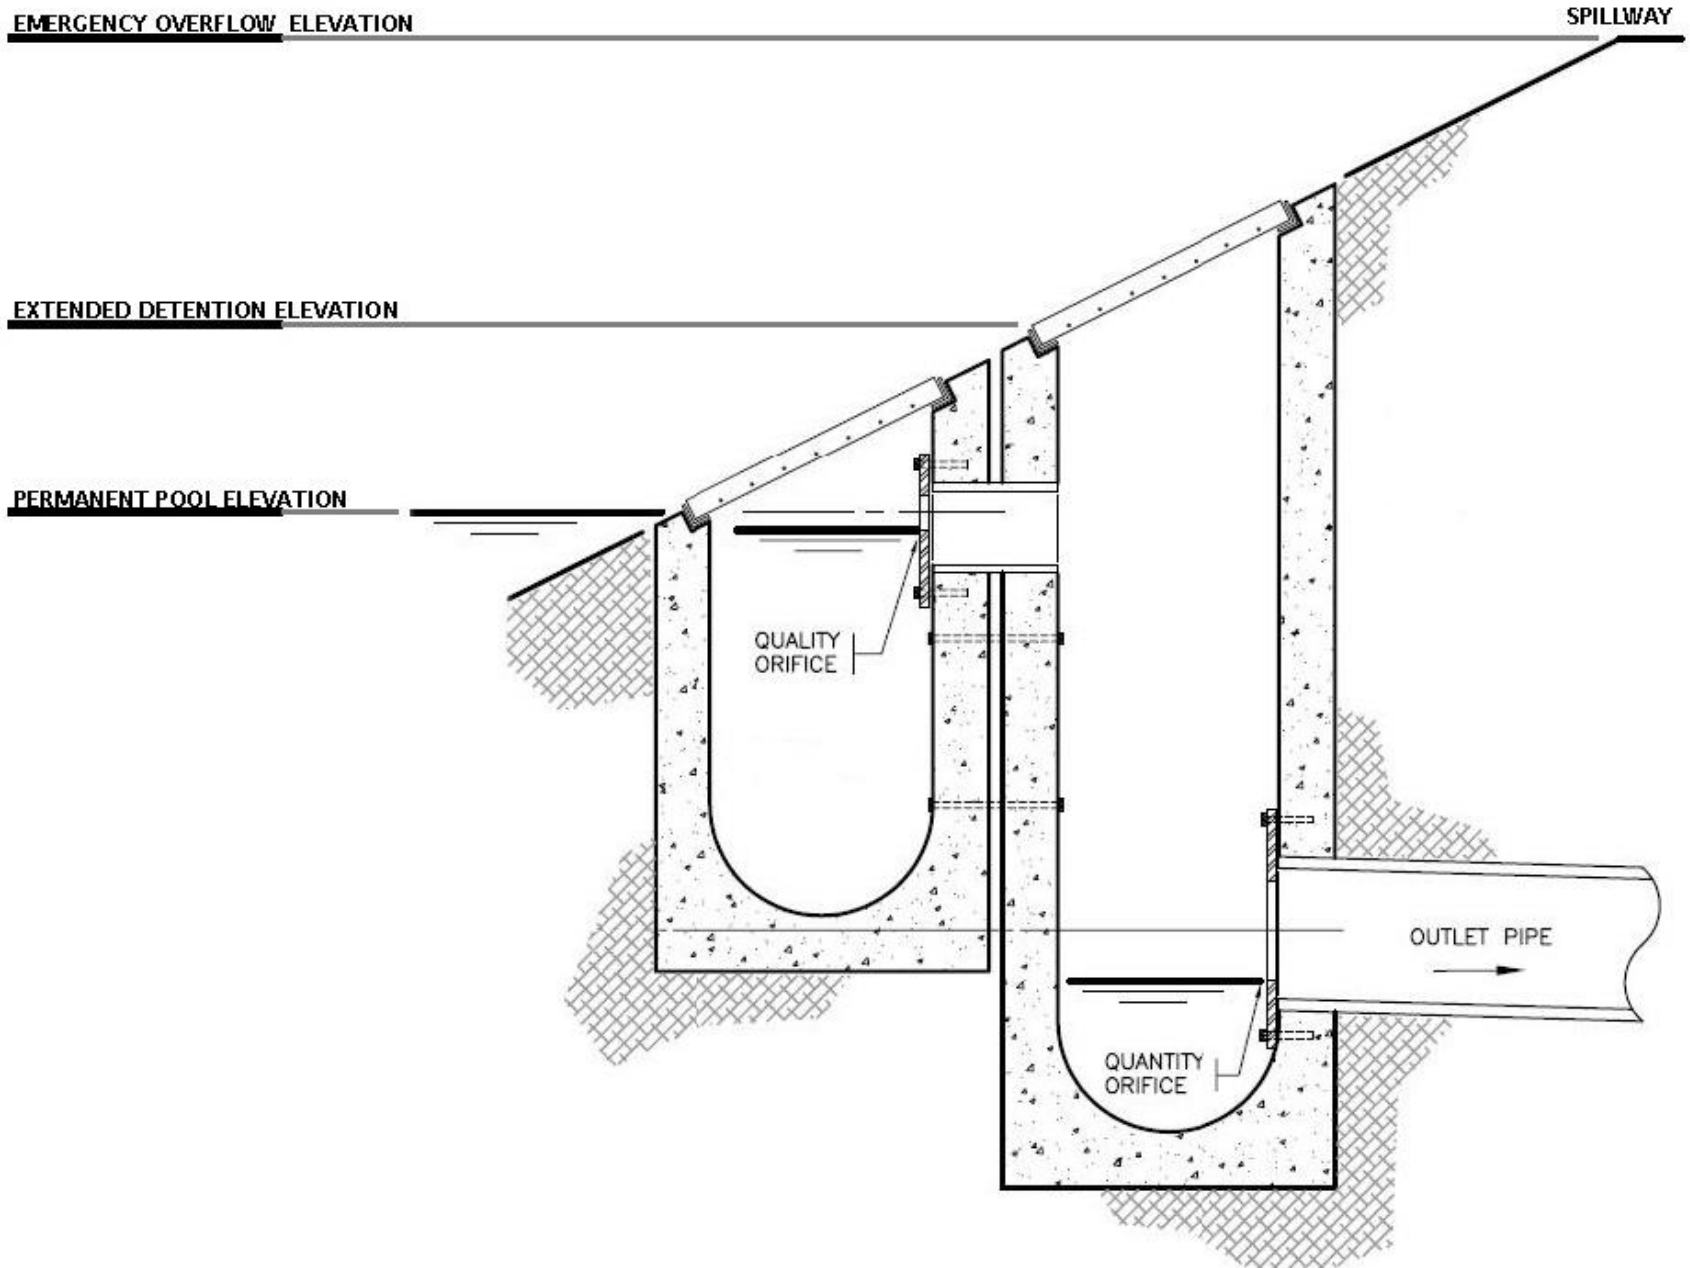 EMERGENCY OVERFLOW ELEVATION
SPILLWAY
EXTENDED DETENTION ELEVATION
PERMANENT POOL ELEVATION
QUALITY
ORIFICE
OUTLET PIPE
QUANTITY
ORIFICE